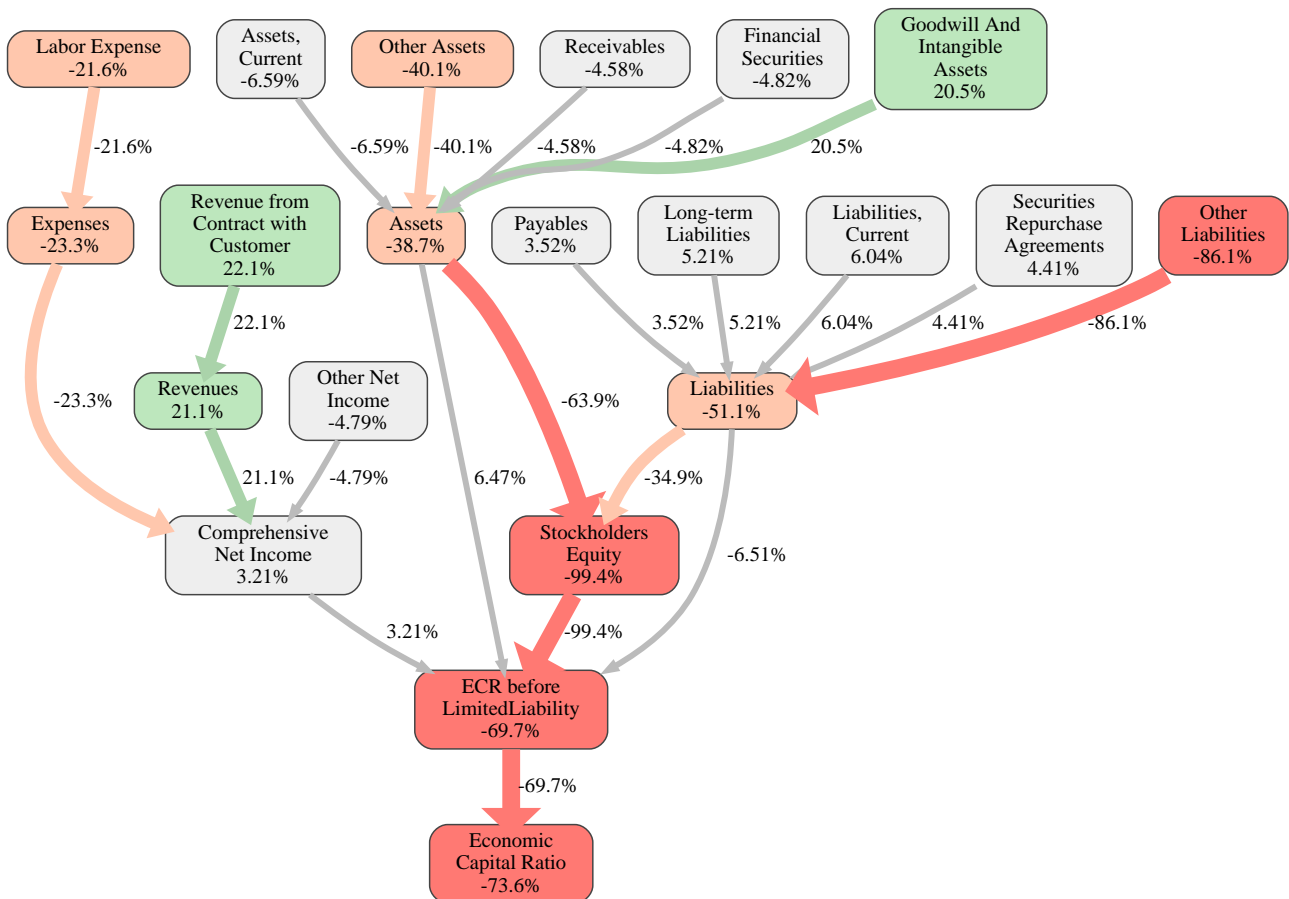 Labor Expense
-21.6%
Assets,
Current
-6.59%
Other Assets
-40.1%
Receivables
-4.58%
Financial
Securities
-4.82%
Goodwill And
Intangible
Assets
20.5%
-21.6%
-6.59%
-40.1%
-4.58%
-4.82%
20.5%
Expenses
-23.3%
Revenue from
Contract with
Customer
22.1%
Assets
-38.7%
Payables
3.52%
Long-term
Liabilities
5.21%
Liabilities,
Current
6.04%
Securities
Repurchase
Agreements
4.41%
Other
Liabilities
-86.1%
22.1%
3.52%
5.21%
6.04%
4.41%
-86.1%
Revenues
21.1%
Other Net
Income
-4.79%
Liabilities
-51.1%
-23.3%
-63.9%
21.1%
-4.79%
6.47%
-34.9%
Comprehensive
Net Income
3.21%
Stockholders
Equity
-99.4%
-6.51%
3.21%
-99.4%
ECR before
LimitedLiability
-69.7%
-69.7%
Economic
Capital Ratio
-73.6%